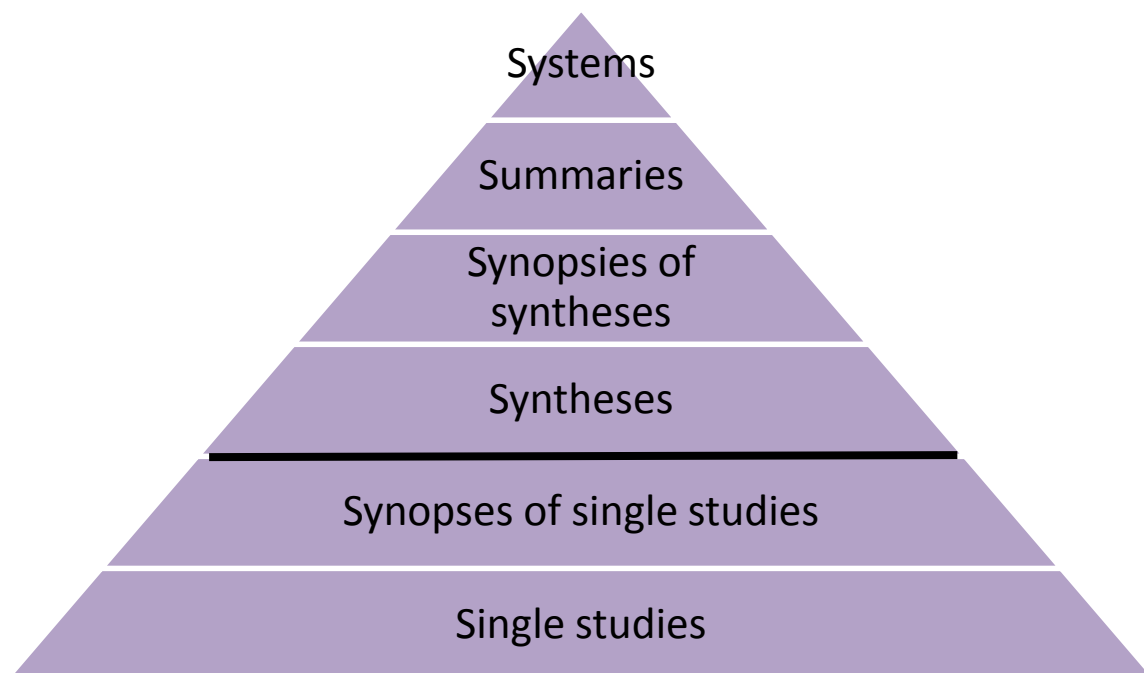 Systems
Summaries
Synopsies of
syntheses
Syntheses
Synopses of single studies
Single studies